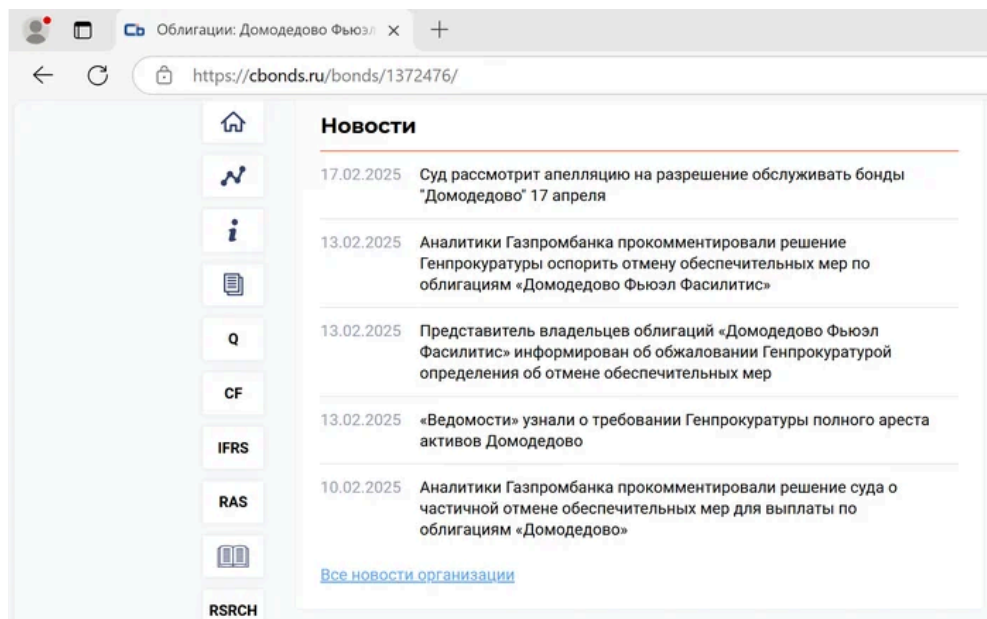 Cb Облигации: Домодедово Фьюэл
https://cbonds.ru/bonds/1372476/
Новости
17.02.2025 Суд рассмотрит апелляцию на разрешение обслуживать бонды
"Домодедово" 17 апреля
13.02.2025 Аналитики Газпромбанка прокомментировали решение
Генпрокуратуры оспорить отмену обеспечительных мер по
облигациям «Домодедово Фьюэл Фасилитис»
13.02.2025 Представитель владельцев облигаций «Домодедово Фьюэл
Фасилитис» информирован об обжаловании Генпрокуратурой
определения об отмене обеспечительных мер
13.02.2025 «Ведомости» узнали о требовании Генпрокуратуры полного ареста
активов Домодедово
10.02.2025 Аналитики Газпромбанка прокомментировали решение суда о
частичной отмене обеспечительных мер для выплаты по
облигациям «Домодедово»
Все новости организации
i
Q
CF
IFRS
RAS
RSRCH